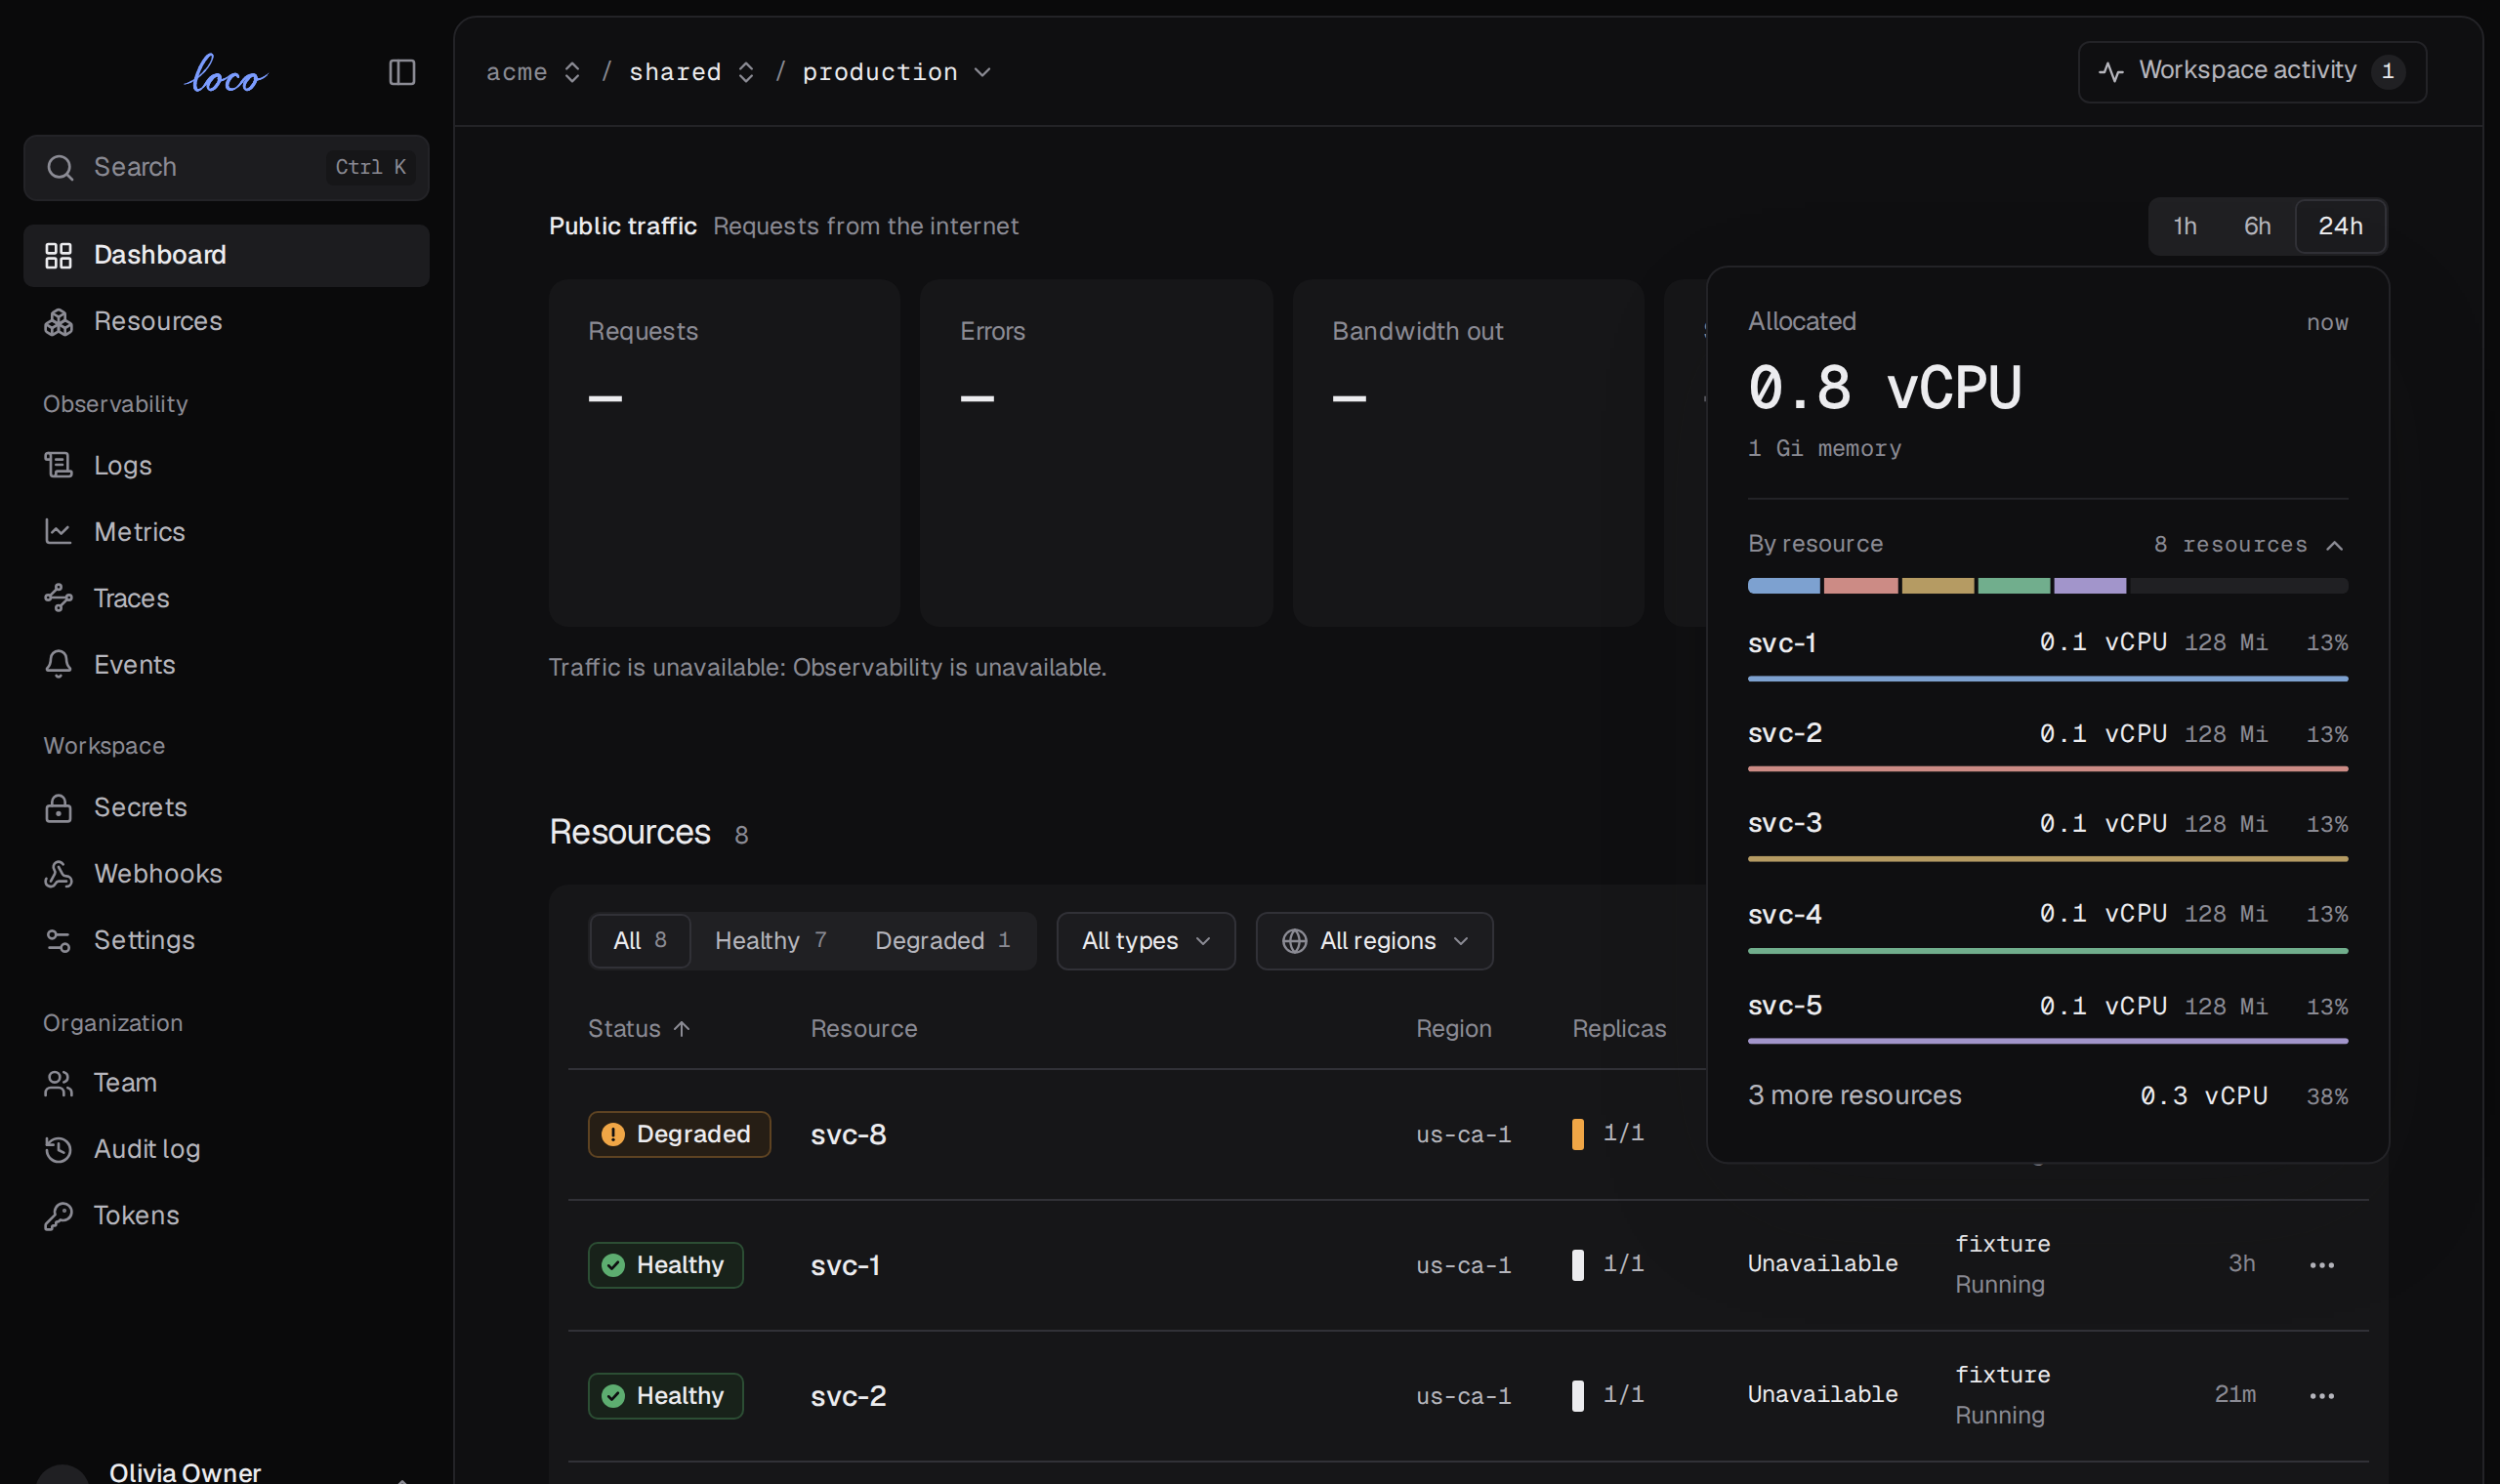 loco
Search Ctrl K
Dashboard
Resources
Observability
Logs
Metrics
Traces
Events
Workspace
Secrets
Webhooks
Settings
Organization
Team
Audit log
Tokens
Olivia Owner
acme / shared / production
Workspace activity 1
Public traffic Requests from the internet
1h 6h 24h
Requests Errors Bandwidth out
— — —
Traffic is unavailable: Observability is unavailable.
Allocated now
0.8 vCPU
1 Gi memory
By resource 8 resources
svc-1 0.1 vCPU 128 Mi 13%
svc-2 0.1 vCPU 128 Mi 13%
svc-3 0.1 vCPU 128 Mi 13%
svc-4 0.1 vCPU 128 Mi 13%
svc-5 0.1 vCPU 128 Mi 13%
3 more resources 0.3 vCPU 38%
Resources 8
All 8 Healthy 7 Degraded 1 All types All regions
Status Resource Region Replicas
Degraded svc-8 us-ca-1 1/1
Healthy svc-1 us-ca-1 1/1 Unavailable fixture 3h
Running
Healthy svc-2 us-ca-1 1/1 Unavailable fixture 21m
Running